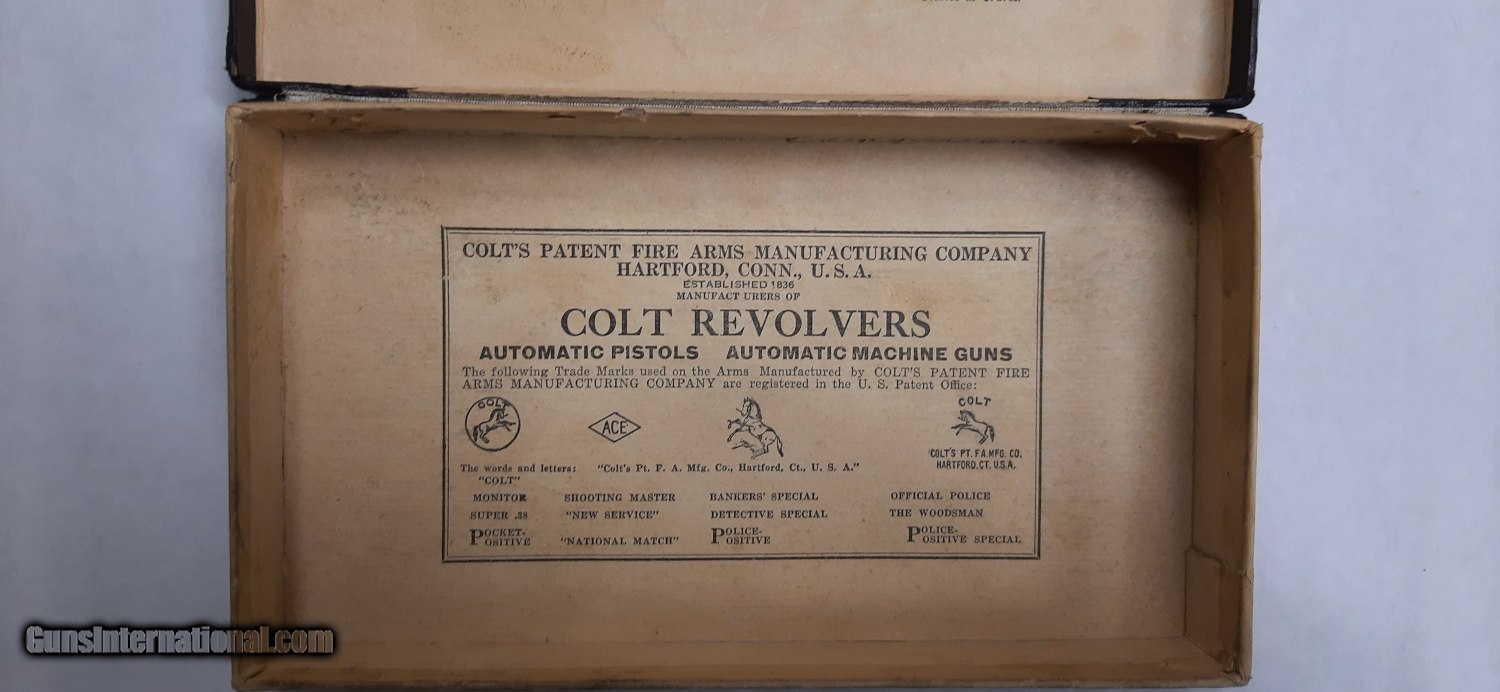 COLT'S PATENT FIRE ARMS MANUFACTURING COMPANY
HARTFORD, CONN., U. S. A.
ESTABLISHED 1836
MANUFACTURERS OF
COLT REVOLVERS
AUTOMATIC PISTOLS AUTOMATIC MACHINE GUNS
The following Trade Marks used on the Arms Manufactured by COLT'S PATENT FIRE
ARMS MANUFACTURING COMPANY are registered in the U. S. Patent Office:
COLT
ACE
COLT
COLT'S PT. F.A. MFG. CO.
HARTFORD. CT. U.S.A.
The words and letters: "Colt's Pt. F. A. Mfg. Co., Hartford, Ct., U. S. A."
"COLT"
MONITOR SHOOTING MASTER BANKERS' SPECIAL OFFICIAL POLICE
SUPER .38 "NEW SERVICE" DETECTIVE SPECIAL THE WOODSMAN
POCKET- POSITIVE "NATIONAL MATCH" POLICE- POSITIVE POLICE- POSITIVE SPECIAL
GunsInternational.com